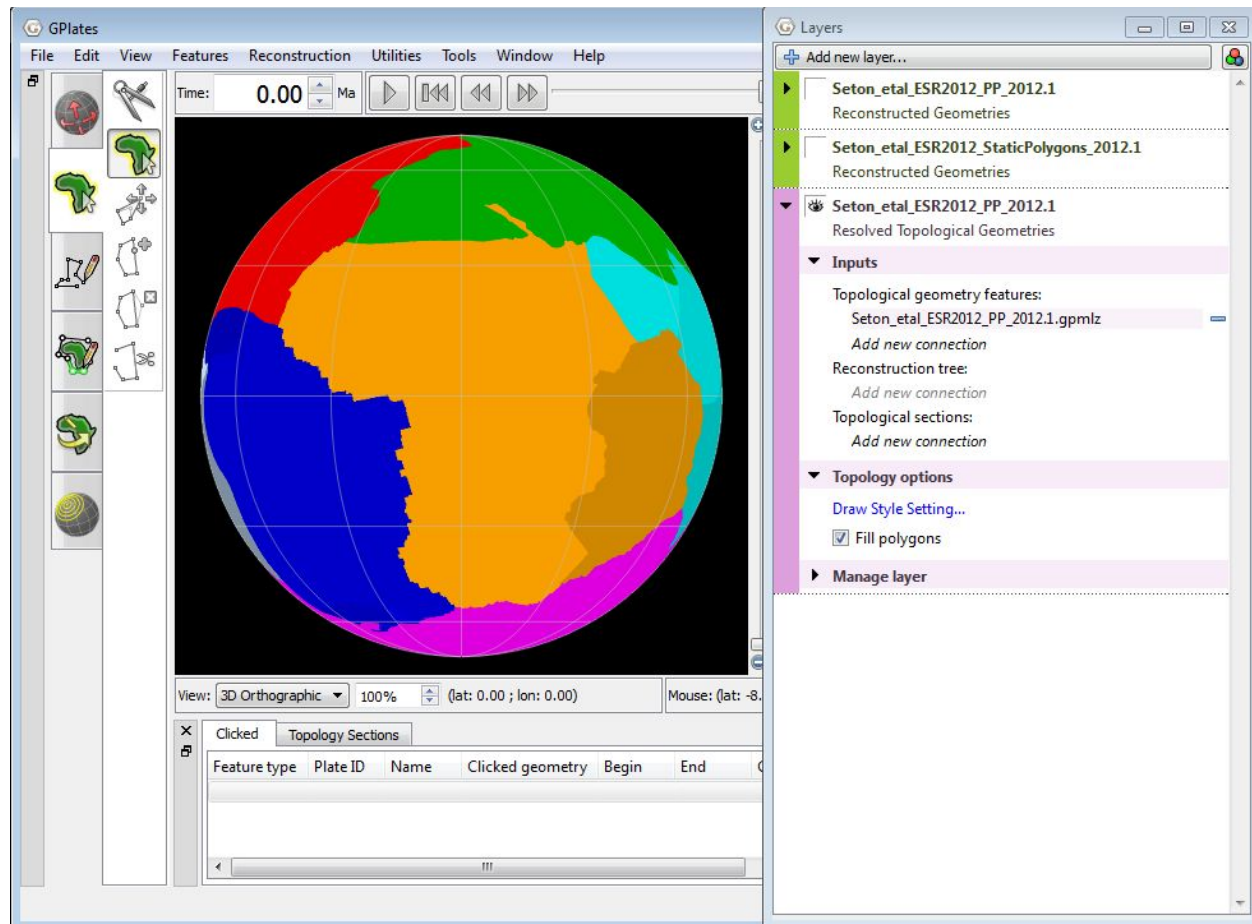 GPlates
File Edit View Features Reconstruction Utilities Tools Window Help
Time: 0.00 Ma
View: 3D Orthographic 100% (lat: 0.00 ; lon: 0.00) Mouse: (lat: -8.
Clicked Topology Sections
Feature type Plate ID Name Clicked geometry Begin End
Layers
Add new layer...
Seton_etal_ESR2012_PP_2012.1
Reconstructed Geometries
Seton_etal_ESR2012_StaticPolygons_2012.1
Reconstructed Geometries
Seton_etal_ESR2012_PP_2012.1
Resolved Topological Geometries
Inputs
Topological geometry features:
Seton_etal_ESR2012_PP_2012.1.gpmlz
Add new connection
Reconstruction tree:
Add new connection
Topological sections:
Add new connection
Topology options
Draw Style Setting...
Fill polygons
Manage layer